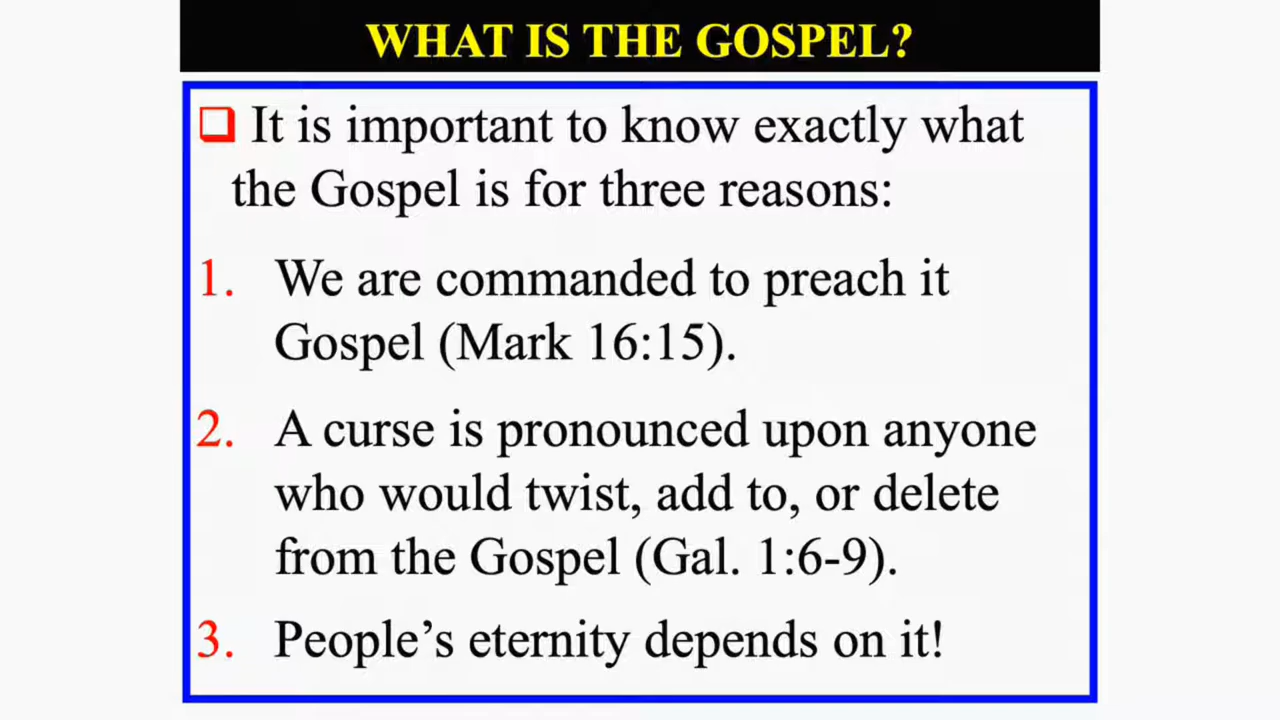 WHAT IS THE GOSPEL?
❑ It is important to know exactly what
the Gospel is for three reasons:
1. We are commanded to preach it
Gospel (Mark 16:15).
2. A curse is pronounced upon anyone
who would twist, add to, or delete
from the Gospel (Gal. 1:6-9).
3. People’s eternity depends on it!